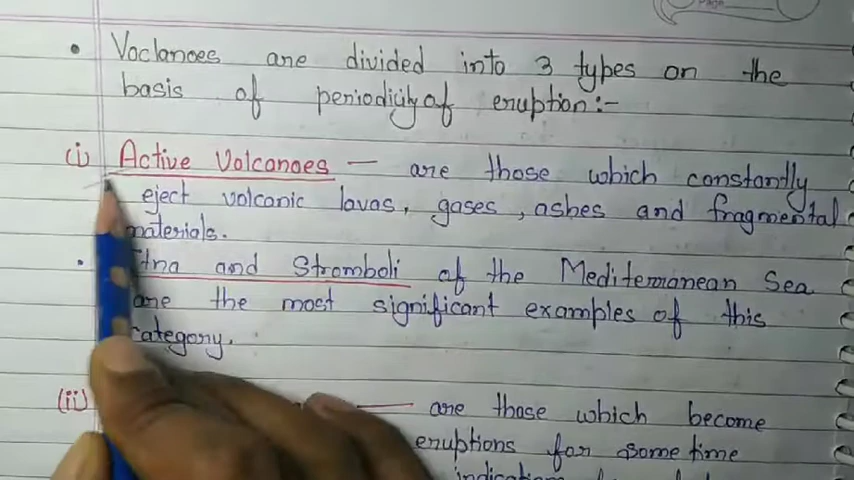 Page
• Voclanoes are divided into 3 types on the
basis of periodicity of eruption:-
(i) Active Volcanoes — are those which constantly
eject volcanic lavas, gases, ashes and fragmental
materials.
• Etna and Stromboli of the Mediterranean Sea
are the most significant examples of this
category.
(ii) — are those which become
eruptions for some time